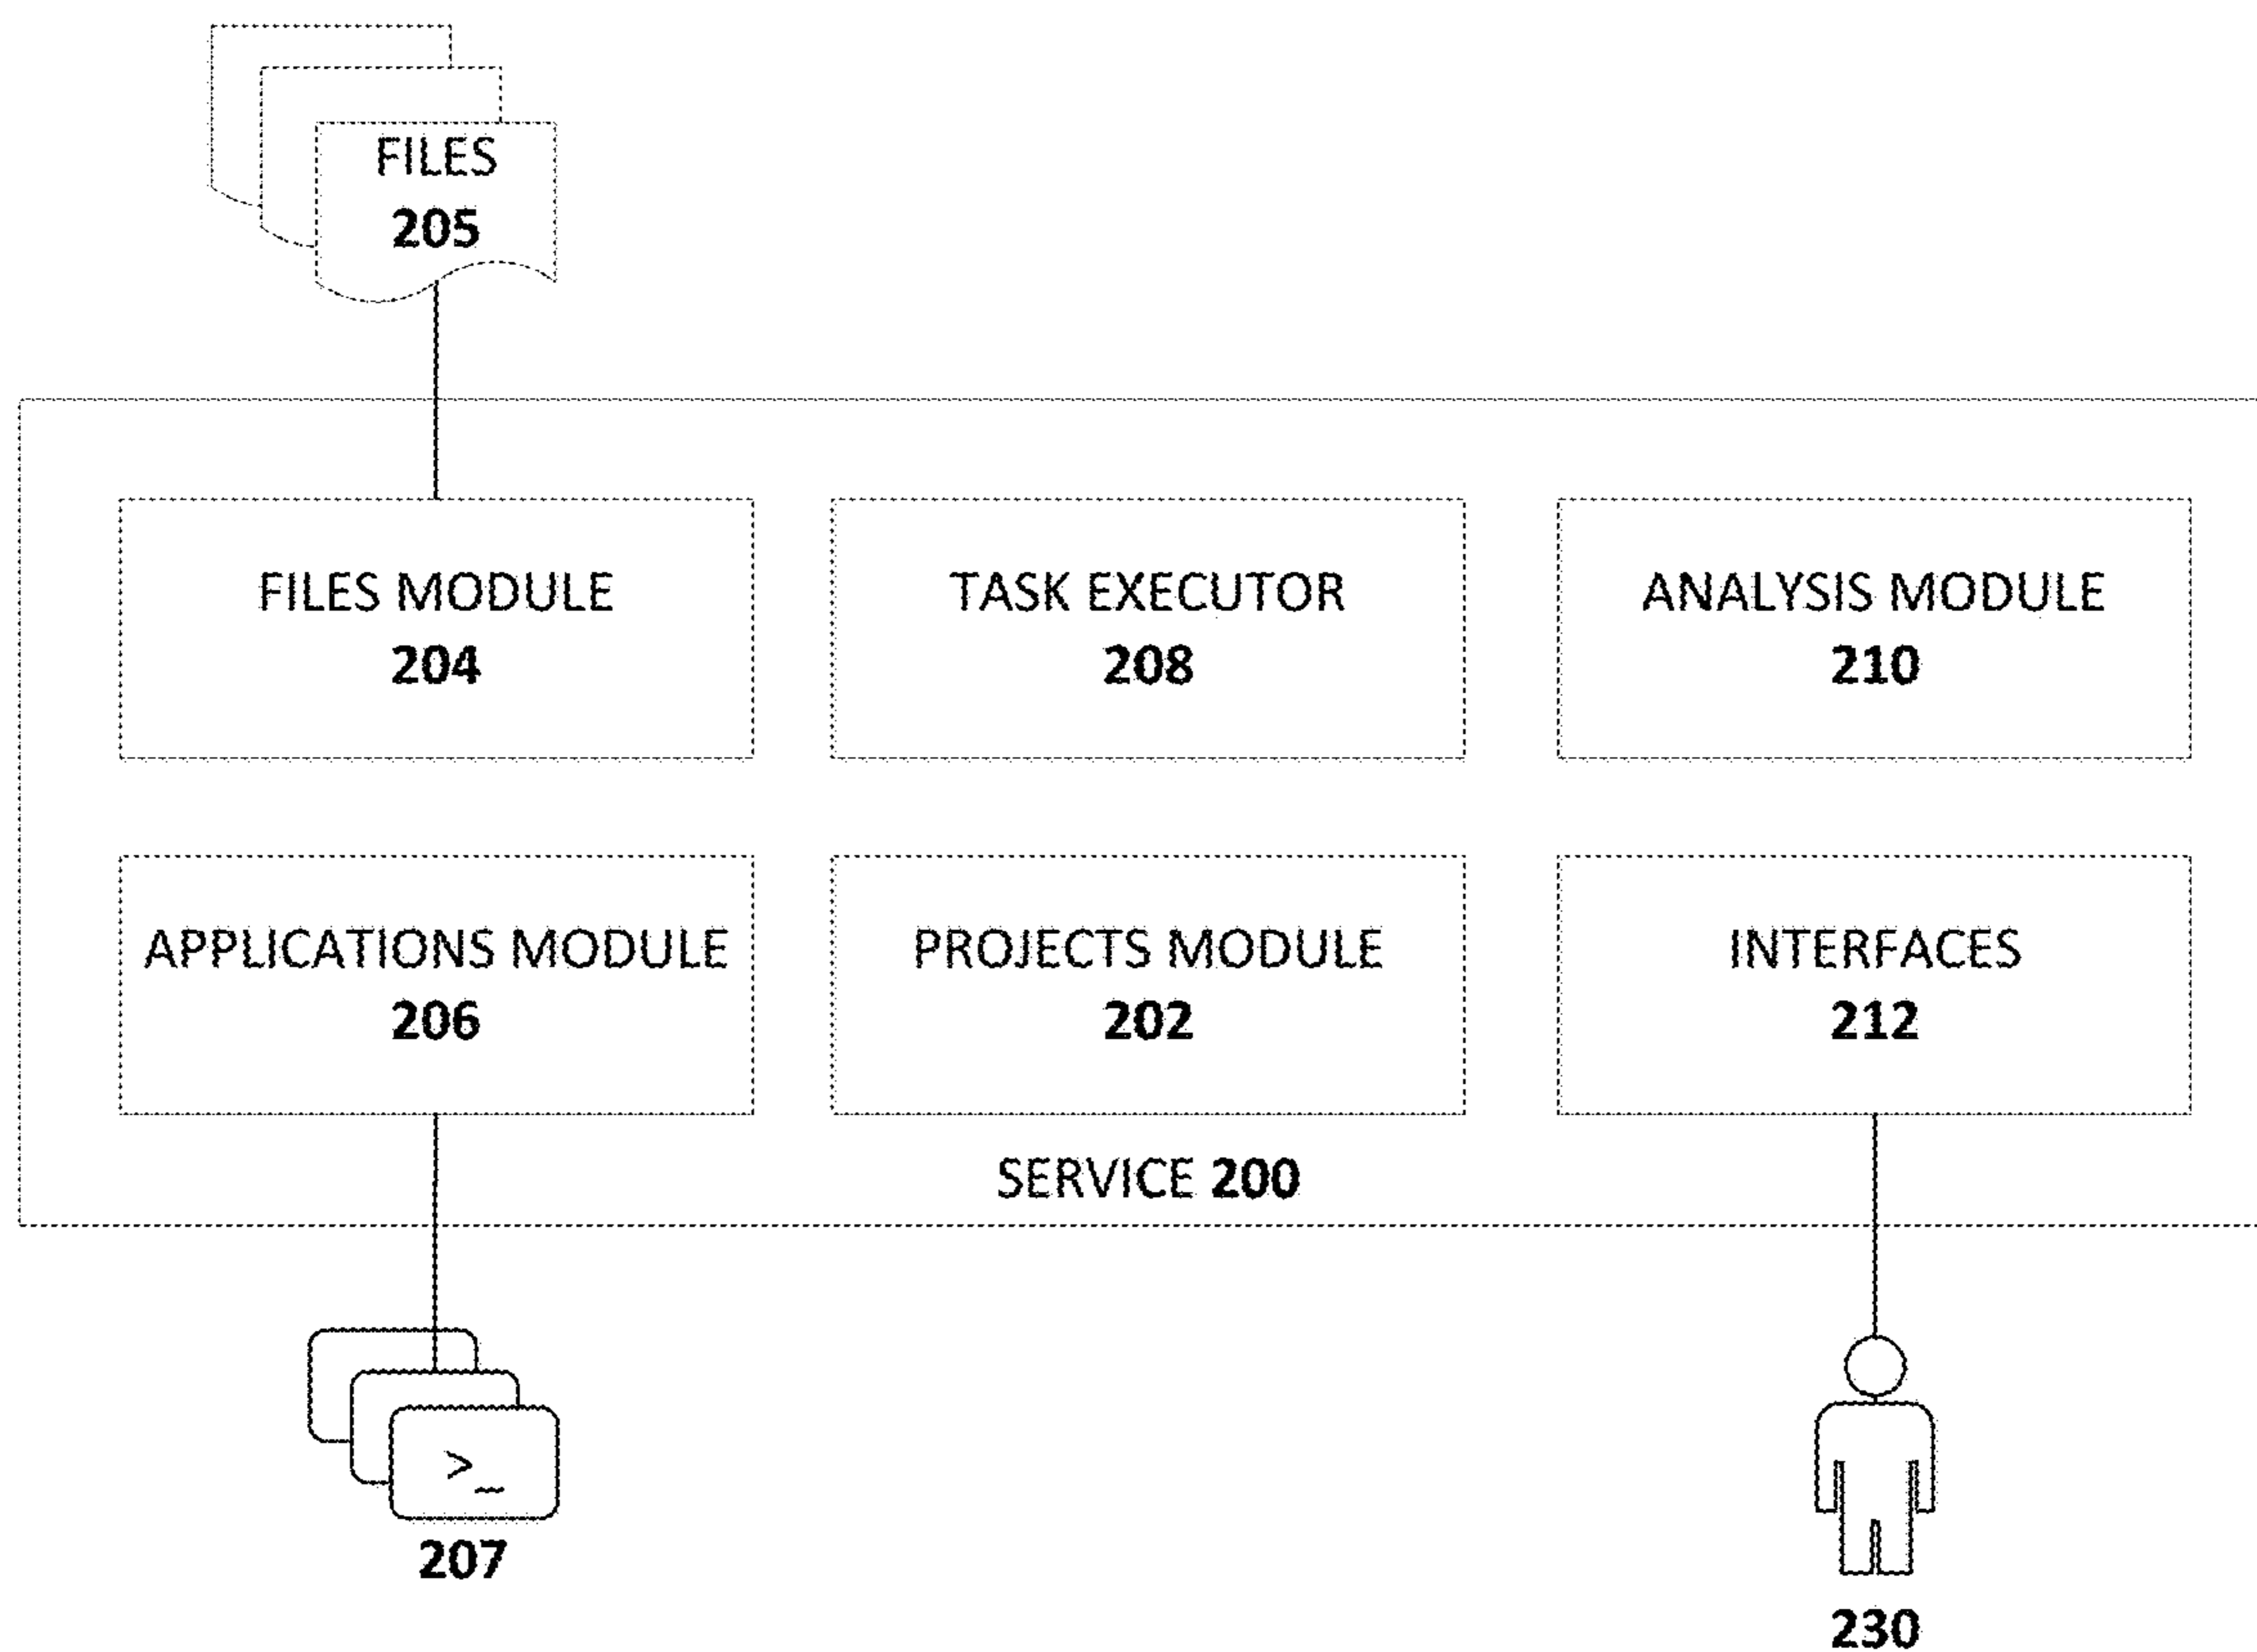 FILES
205
FILES MODULE
204
TASK EXECUTOR
208
ANALYSIS MODULE
210
APPLICATIONS MODULE
206
PROJECTS MODULE
202
INTERFACES
212
SERVICE 200
>_
207
230